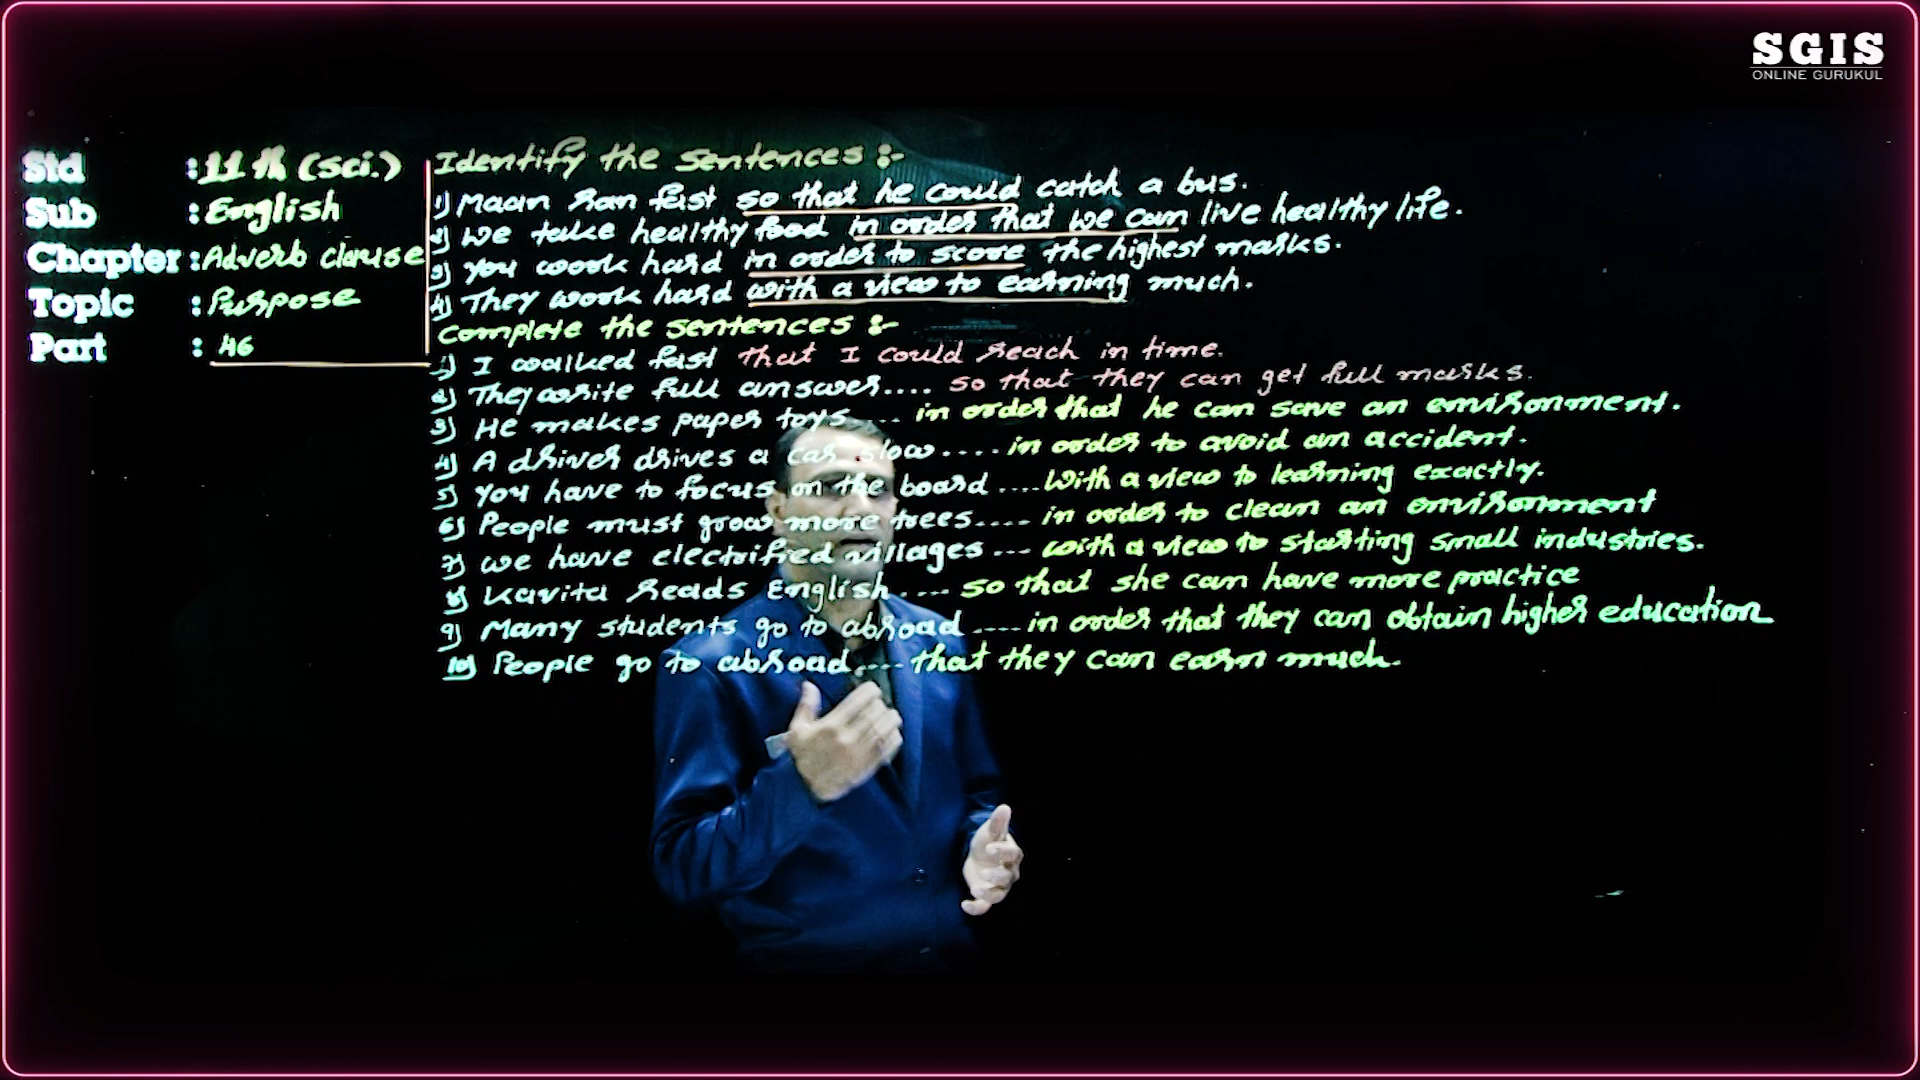 SGIS
ONLINE GURUKUL
Std : 11th (sci.)
Sub : English
Chapter : Adverb clause
Topic : Purpose
Part : 46
Identify the sentences :-
1) Maan ran fast so that he could catch a bus.
2) We take healthy food in order that we can live healthy life.
3) You work hard in order to score the highest marks.
4) They work hard with a view to earning much.
Complete the sentences :-
1) I walked fast that I could reach in time.
2) They write full answer.... so that they can get full marks.
3) He makes paper toys.... in order that he can save an environment.
4) A driver drives a car slow.... in order to avoid an accident.
5) You have to focus on the board .... With a view to learning exactly.
6) People must grow more trees.... in order to clean an environment
7) We have electrified villages ... with a view to starting small industries.
8) Kavita reads English.... so that she can have more practice
9) Many students go to abroad .... in order that they can obtain higher education
10) People go to abroad.... that they can earn much.